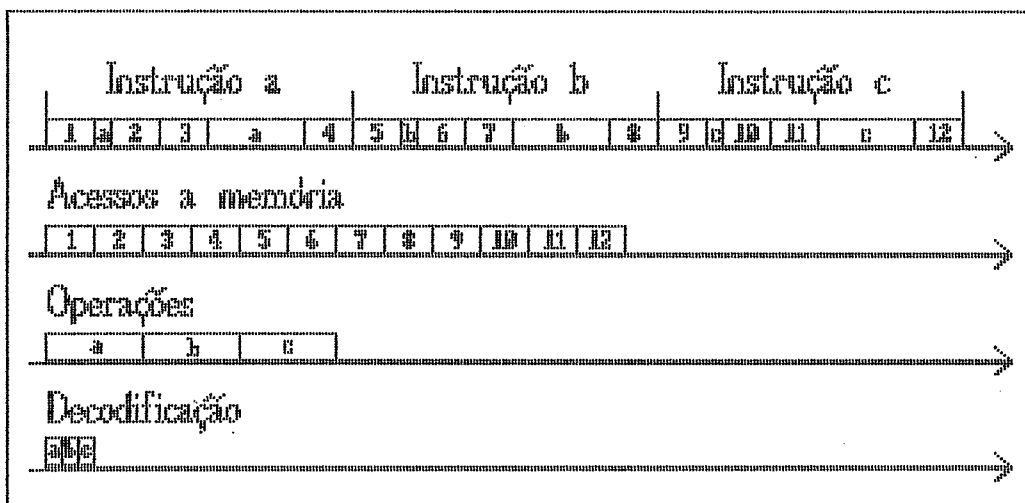 Instrução a Instrução b Instrução c
1 a 2 3 a 4 5 b 6 7 b 8 9 c 10 11 c 12
Acessos a memória
1 2 3 4 5 6 7 8 9 10 11 12
Operações
a b c
Decodificação
a b c